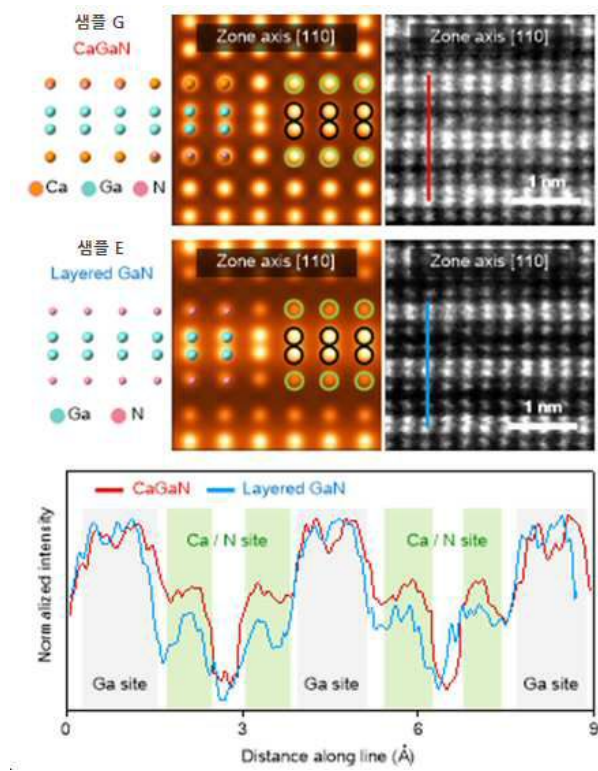 샘플 G
CaGaN
Zone axis [110]
Zone axis [110]
Ca Ga N
1 nm
샘플 E
Layered GaN
Zone axis [110]
Zone axis [110]
Ga N
1 nm
CaGaN Layered GaN
Ca / N site
Ca / N site
Normalized intensity
Ga site
Ga site
Ga site
0 3 6 9
Distance along line (Å)